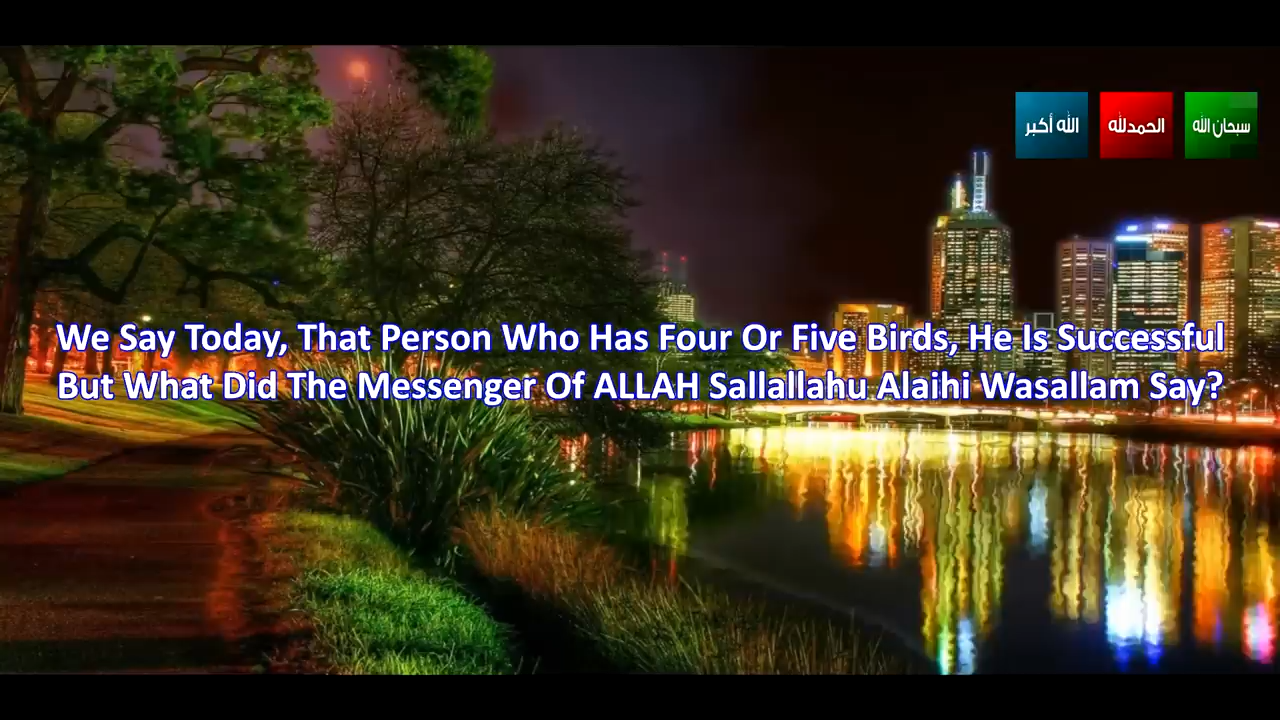 الله أكبر
الحمدلله
سبحان الله
We Say Today, That Person Who Has Four Or Five Birds, He Is Successful
But What Did The Messenger Of ALLAH Sallallahu Alaihi Wasallam Say?